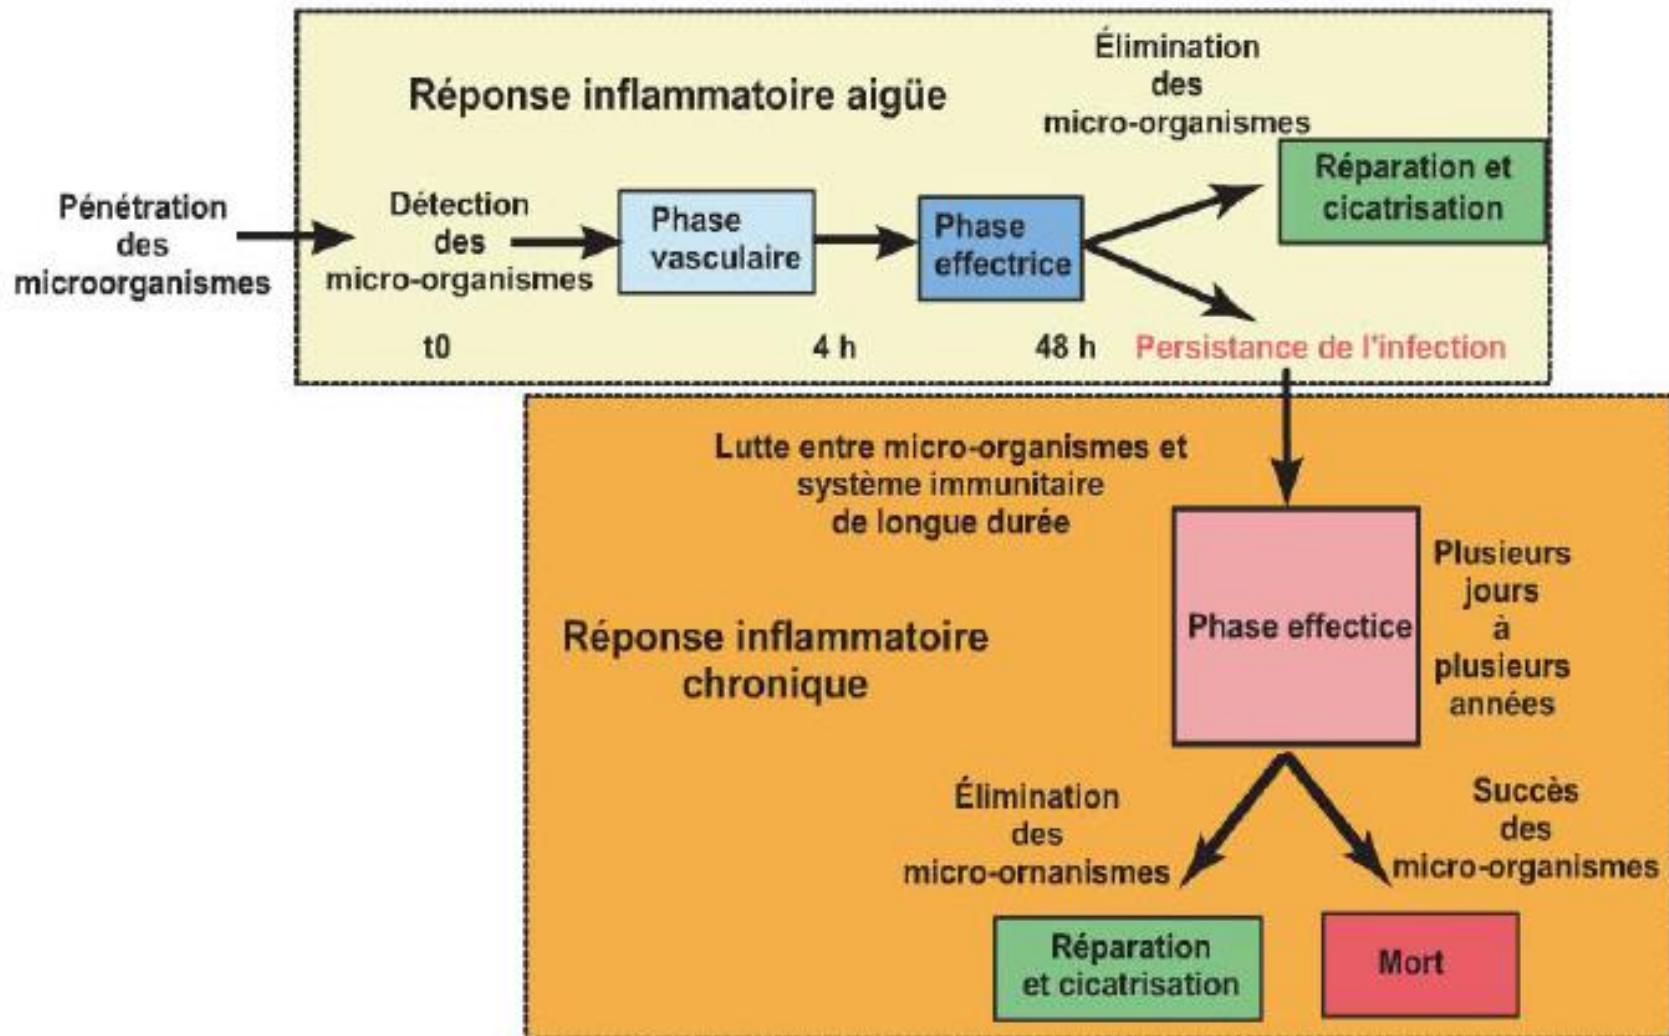 Réponse inflammatoire aigüe
Élimination
des
micro-organismes
Réparation et
cicatrisation
Pénétration
des
microorganismes
Détection
des
micro-organismes
Phase
vasculaire
Phase
effectrice
t0
4 h
48 h
Persistance de l'infection
Lutte entre micro-organismes et
système immunitaire
de longue durée
Réponse inflammatoire
chronique
Phase effectice
Plusieurs
jours
à
plusieurs
années
Élimination
des
micro-ornanismes
Succès
des
micro-organismes
Réparation
et cicatrisation
Mort